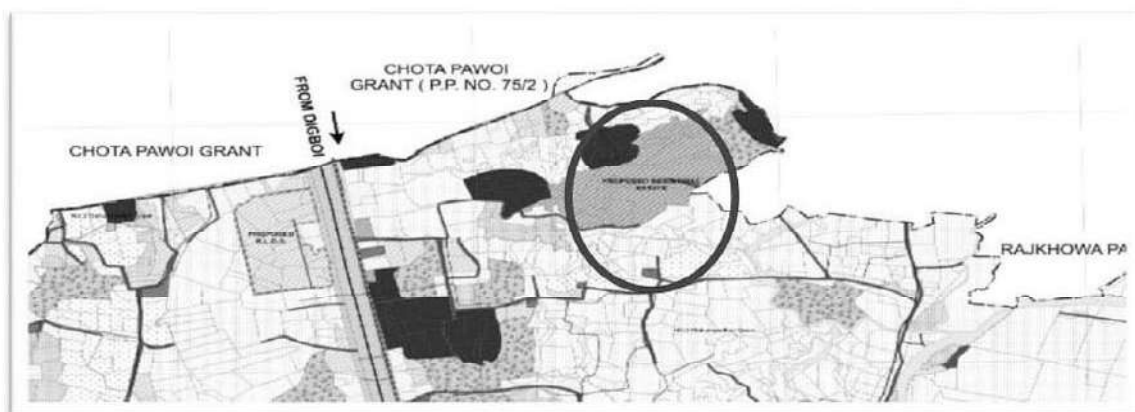 CHOTA PAWOI
GRANT ( P.P. NO. 75/2 )
FROM DIGBOI
CHOTA PAWOI GRANT
PROPOSED
PROPOSED
RAJKHOWA PA